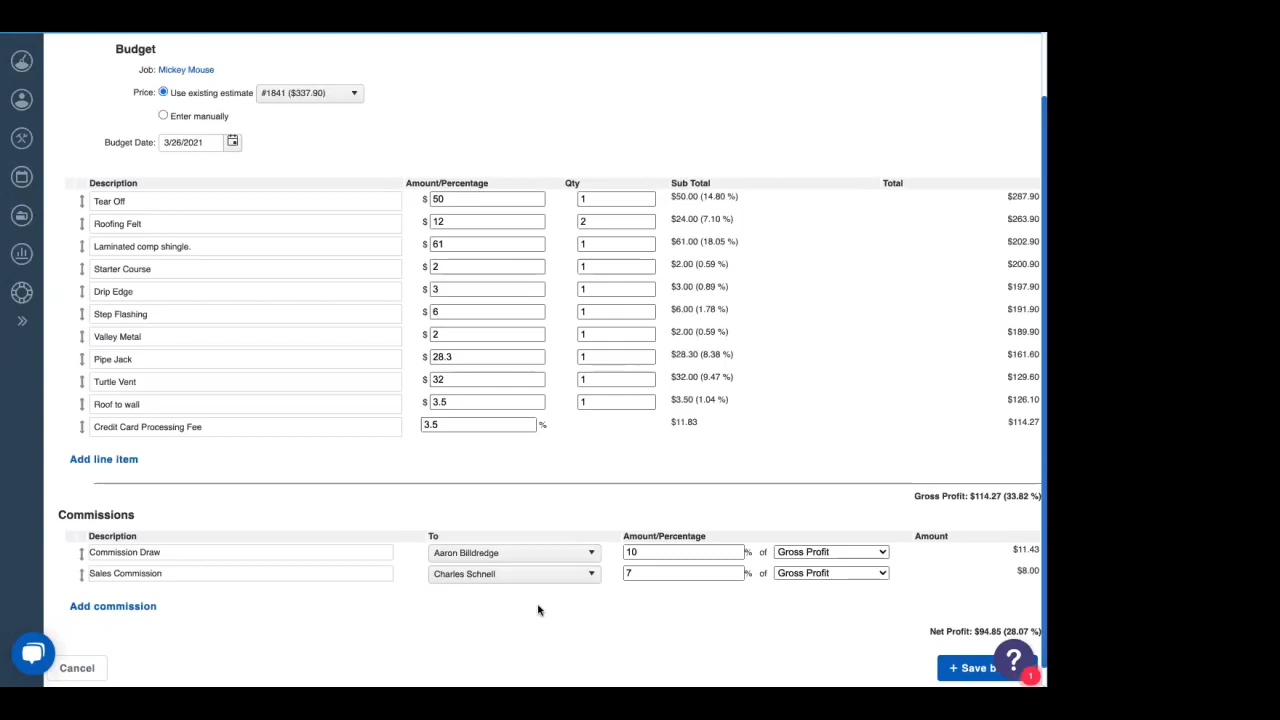 Budget
Job: Mickey Mouse
Price: Use existing estimate #1841 ($337.90)
Enter manually
Budget Date: 3/26/2021
Description Amount/Percentage Qty Sub Total Total
Tear Off $ 50 1 $50.00 (14.80 %) $287.90
Roofing Felt $ 12 2 $24.00 (7.10 %) $263.90
Laminated comp shingle. $ 61 1 $61.00 (18.05 %) $202.90
Starter Course $ 2 1 $2.00 (0.59 %) $200.90
Drip Edge $ 3 1 $3.00 (0.89 %) $197.90
Step Flashing $ 6 1 $6.00 (1.78 %) $191.90
Valley Metal $ 2 1 $2.00 (0.59 %) $189.90
Pipe Jack $ 28.3 1 $28.30 (8.38 %) $161.60
Turtle Vent $ 32 1 $32.00 (9.47 %) $129.60
Roof to wall $ 3.5 1 $3.50 (1.04 %) $126.10
Credit Card Processing Fee 3.5 % $11.83 $114.27
Add line item
Gross Profit: $114.27 (33.82 %)
Commissions
Description To Amount/Percentage Amount
Commission Draw Aaron Billdredge 10 % of Gross Profit $11.43
Sales Commission Charles Schnell 7 % of Gross Profit $8.00
Add commission
Net Profit: $94.85 (28.07 %)
Cancel + Save b ? 1